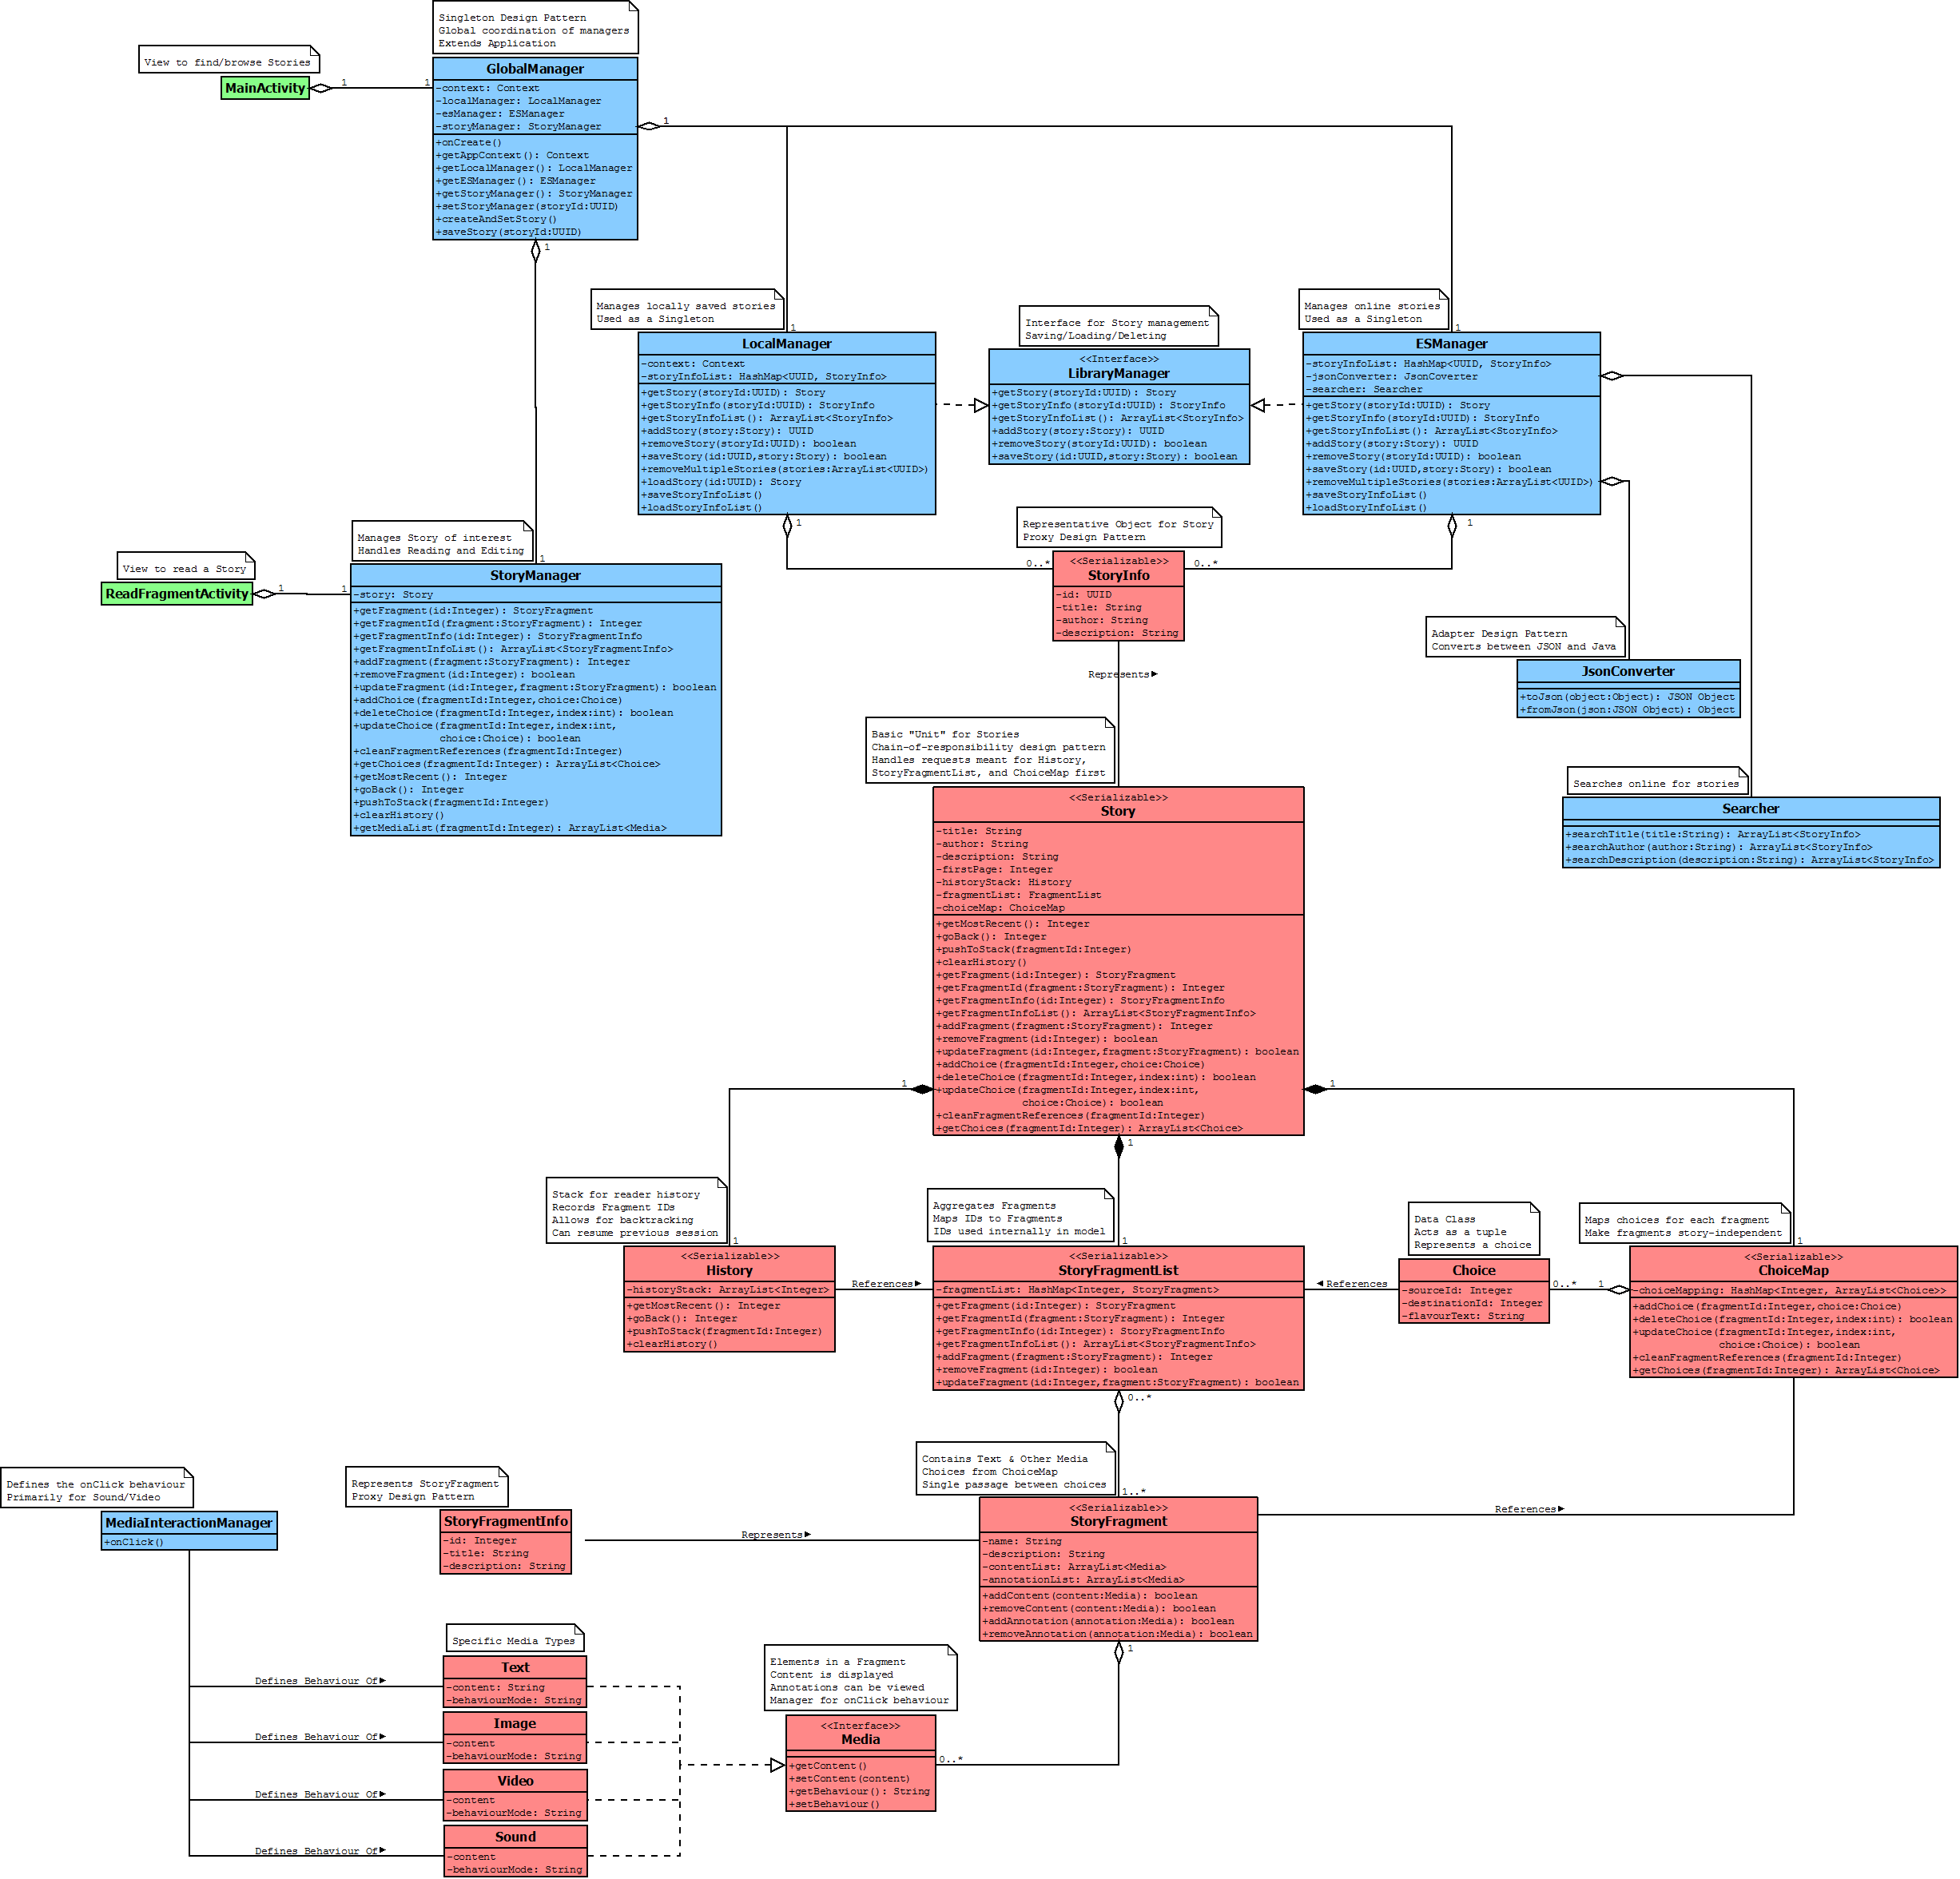 Singleton Design Pattern
Global coordination of managers
Extends Application
View to find/browse Stories
MainActivity
1
1
GlobalManager
-context: Context
-localManager: LocalManager
-esManager: ESManager
-storyManager: StoryManager
+onCreate()
+getAppContext(): Context
+getLocalManager(): LocalManager
+getESManager(): ESManager
+getStoryManager(): StoryManager
+setStoryManager(storyId:UUID)
+createAndSetStory()
+saveStory(storyId:UUID)
1
1
Manages locally saved stories
Used as a Singleton
1
LocalManager
-context: Context
-storyInfoList: HashMap<UUID, StoryInfo>
+getStory(storyId:UUID): Story
+getStoryInfo(storyId:UUID): StoryInfo
+getStoryInfoList(): ArrayList<StoryInfo>
+addStory(story:Story): UUID
+removeStory(storyId:UUID): boolean
+saveStory(id:UUID,story:Story): boolean
+removeMultipleStories(stories:ArrayList<UUID>)
+loadStory(id:UUID): Story
+saveStoryInfoList()
+loadStoryInfoList()
1
Interface for Story management
Saving/Loading/Deleting
<<Interface>>
LibraryManager
+getStory(storyId:UUID): Story
+getStoryInfo(storyId:UUID): StoryInfo
+getStoryInfoList(): ArrayList<StoryInfo>
+addStory(story:Story): UUID
+removeStory(storyId:UUID): boolean
+saveStory(id:UUID,story:Story): boolean
Manages online stories
Used as a Singleton
1
ESManager
-storyInfoList: HashMap<UUID, StoryInfo>
-jsonConverter: JsonCoverter
-searcher: Searcher
+getStory(storyId:UUID): Story
+getStoryInfo(storyId:UUID): StoryInfo
+getStoryInfoList(): ArrayList<StoryInfo>
+addStory(story:Story): UUID
+removeStory(storyId:UUID): boolean
+saveStory(id:UUID,story:Story): boolean
+removeMultipleStories(stories:ArrayList<UUID>)
+saveStoryInfoList()
+loadStoryInfoList()
1
Manages Story of interest
Handles Reading and Editing
1
View to read a Story
ReadFragmentActivity
1
1
StoryManager
-story: Story
+getFragment(id:Integer): StoryFragment
+getFragmentId(fragment:StoryFragment): Integer
+getFragmentInfo(id:Integer): StoryFragmentInfo
+getFragmentInfoList(): ArrayList<StoryFragmentInfo>
+addFragment(fragment:StoryFragment): Integer
+removeFragment(id:Integer): boolean
+updateFragment(id:Integer,fragment:StoryFragment): boolean
+addChoice(fragmentId:Integer,choice:Choice)
+deleteChoice(fragmentId:Integer,index:int): boolean
+updateChoice(fragmentId:Integer,index:int,
choice:Choice): boolean
+cleanFragmentReferences(fragmentId:Integer)
+getChoices(fragmentId:Integer): ArrayList<Choice>
+getMostRecent(): Integer
+goBack(): Integer
+pushToStack(fragmentId:Integer)
+clearHistory()
+getMediaList(fragmentId:Integer): ArrayList<Media>
Representative Object for Story
Proxy Design Pattern
0..*
0..*
<<Serializable>>
StoryInfo
-id: UUID
-title: String
-author: String
-description: String
Represents►
Adapter Design Pattern
Converts between JSON and Java
JsonConverter
+toJson(object:Object): JSON Object
+fromJson(json:JSON Object): Object
Searches online for stories
Searcher
+searchTitle(title:String): ArrayList<StoryInfo>
+searchAuthor(author:String): ArrayList<StoryInfo>
+searchDescription(description:String): ArrayList<StoryInfo>
Basic "Unit" for Stories
Chain-of-responsibility design pattern
Handles requests meant for History,
StoryFragmentList, and ChoiceMap first
<<Serializable>>
Story
-title: String
-author: String
-description: String
-firstPage: Integer
-historyStack: History
-fragmentList: FragmentList
-choiceMap: ChoiceMap
+getMostRecent(): Integer
+goBack(): Integer
+pushToStack(fragmentId:Integer)
+clearHistory()
+getFragment(id:Integer): StoryFragment
+getFragmentId(fragment:StoryFragment): Integer
+getFragmentInfo(id:Integer): StoryFragmentInfo
+getFragmentInfoList(): ArrayList<StoryFragmentInfo>
+addFragment(fragment:StoryFragment): Integer
+removeFragment(id:Integer): boolean
+updateFragment(id:Integer,fragment:StoryFragment): boolean
+addChoice(fragmentId:Integer,choice:Choice)
+deleteChoice(fragmentId:Integer,index:int): boolean
+updateChoice(fragmentId:Integer,index:int,
choice:Choice): boolean
+cleanFragmentReferences(fragmentId:Integer)
+getChoices(fragmentId:Integer): ArrayList<Choice>
1
1
1
Stack for reader history
Records Fragment IDs
Allows for backtracking
Can resume previous session
1
<<Serializable>>
History
-historyStack: ArrayList<Integer>
+getMostRecent(): Integer
+goBack(): Integer
+pushToStack(fragmentId:Integer)
+clearHistory()
References►
Aggregates Fragments
Maps IDs to Fragments
IDs used internally in model
1
<<Serializable>>
StoryFragmentList
-fragmentList: HashMap<Integer, StoryFragment>
+getFragment(id:Integer): StoryFragment
+getFragmentId(fragment:StoryFragment): Integer
+getFragmentInfo(id:Integer): StoryFragmentInfo
+getFragmentInfoList(): ArrayList<StoryFragmentInfo>
+addFragment(fragment:StoryFragment): Integer
+removeFragment(id:Integer): boolean
+updateFragment(id:Integer,fragment:StoryFragment): boolean
0..*
◄References
Data Class
Acts as a tuple
Represents a choice
Choice
-sourceId: Integer
-destinationId: Integer
-flavourText: String
0..*
1
Maps choices for each fragment
Make fragments story-independent
1
<<Serializable>>
ChoiceMap
-choiceMapping: HashMap<Integer, ArrayList<Choice>>
+addChoice(fragmentId:Integer,choice:Choice)
+deleteChoice(fragmentId:Integer,index:int): boolean
+updateChoice(fragmentId:Integer,index:int,
choice:Choice): boolean
+cleanFragmentReferences(fragmentId:Integer)
+getChoices(fragmentId:Integer): ArrayList<Choice>
Contains Text & Other Media
Choices from ChoiceMap
Single passage between choices
1..*
<<Serializable>>
StoryFragment
-name: String
-description: String
-contentList: ArrayList<Media>
-annotationList: ArrayList<Media>
+addContent(content:Media): boolean
+removeContent(content:Media): boolean
+addAnnotation(annotation:Media): boolean
+removeAnnotation(annotation:Media): boolean
References►
1
Defines the onClick behaviour
Primarily for Sound/Video
MediaInteractionManager
+onClick()
Represents StoryFragment
Proxy Design Pattern
StoryFragmentInfo
-id: Integer
-title: String
-description: String
Represents►
Specific Media Types
Defines Behaviour Of►
Text
-content: String
-behaviourMode: String
Defines Behaviour Of►
Image
-content
-behaviourMode: String
Defines Behaviour Of►
Video
-content
-behaviourMode: String
Defines Behaviour Of►
Sound
-content
-behaviourMode: String
Elements in a Fragment
Content is displayed
Annotations can be viewed
Manager for onClick behaviour
<<Interface>>
Media
+getContent()
+setContent(content)
+getBehaviour(): String
+setBehaviour()
0..*